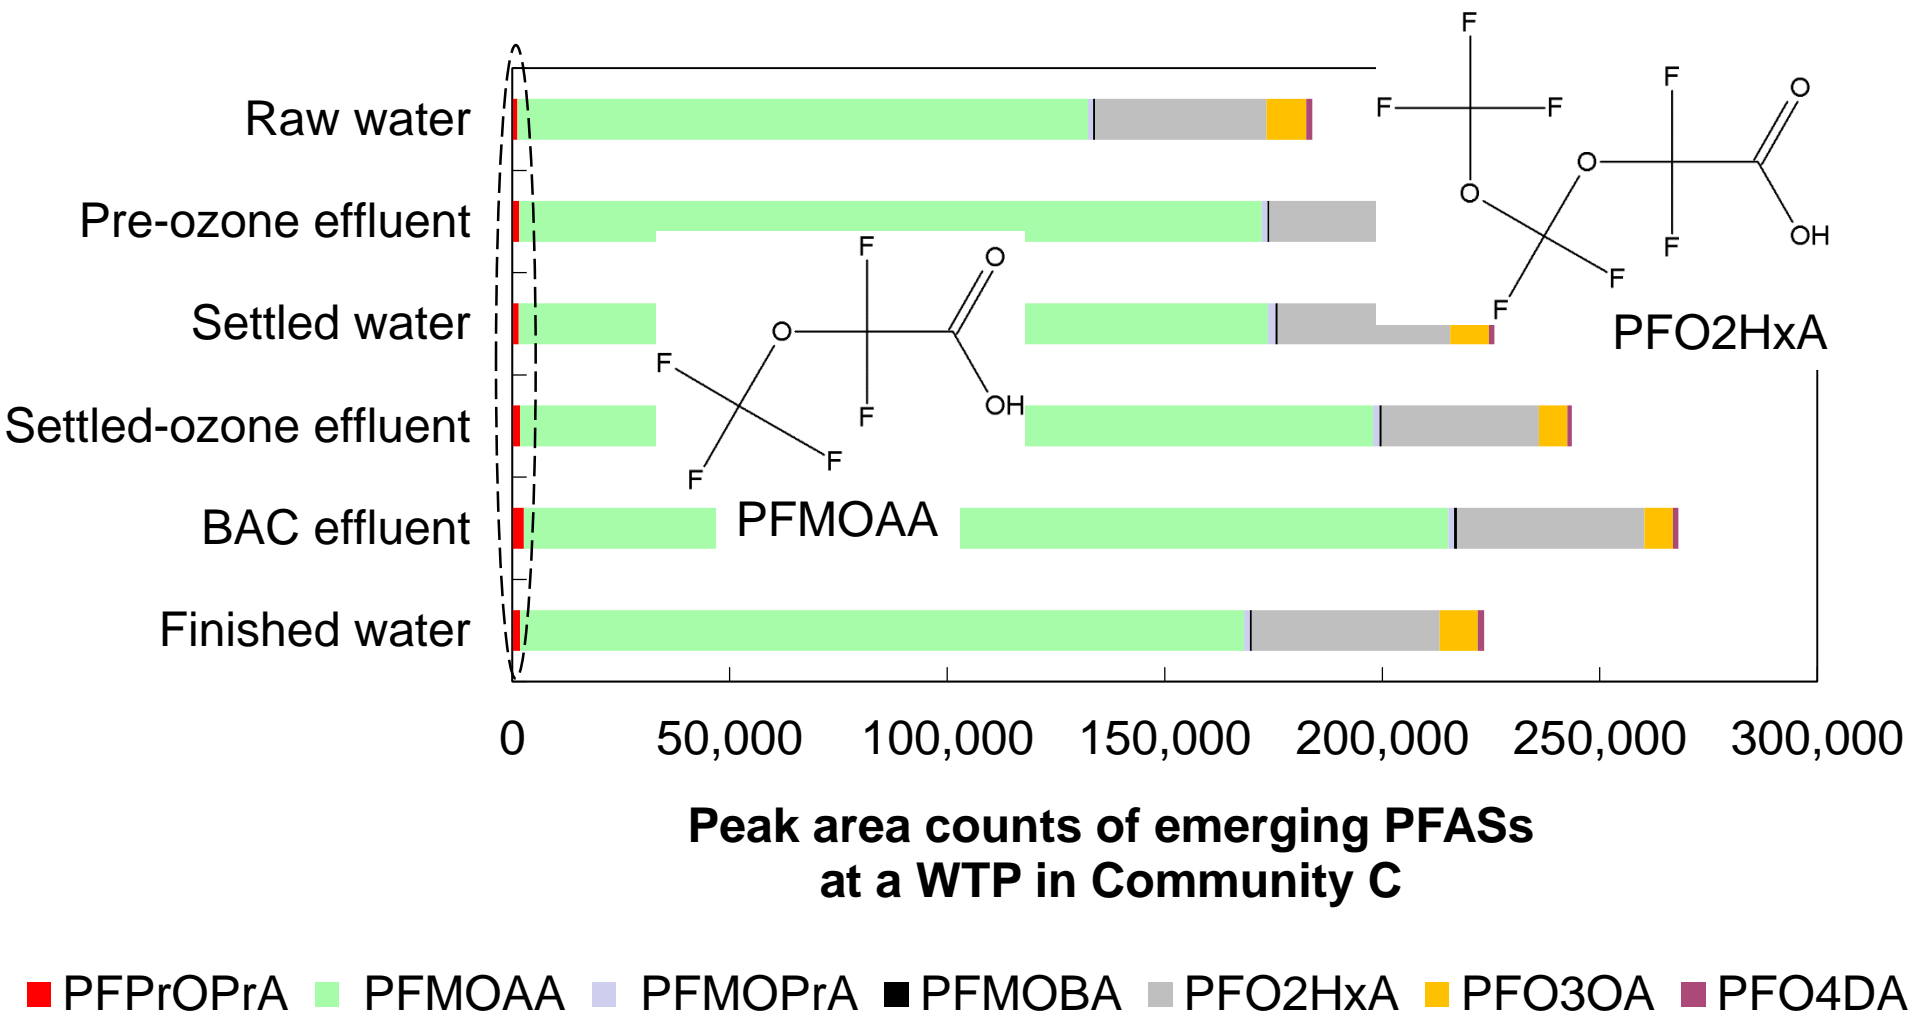 F
F
F
F
F
O
O
O
F
F
F
OH
PFO2HxA
Raw water
Pre-ozone effluent
Settled water
Settled-ozone effluent
BAC effluent
Finished water
F
O
O
F
F
OH
F
F
PFMOAA
0
50,000
100,000
150,000
200,000
250,000
300,000
Peak area counts of emerging PFASs
at a WTP in Community C
PFPrOPrA PFMOAA PFMOPrA PFMOBA PFO2HxA PFO3OA PFO4DA